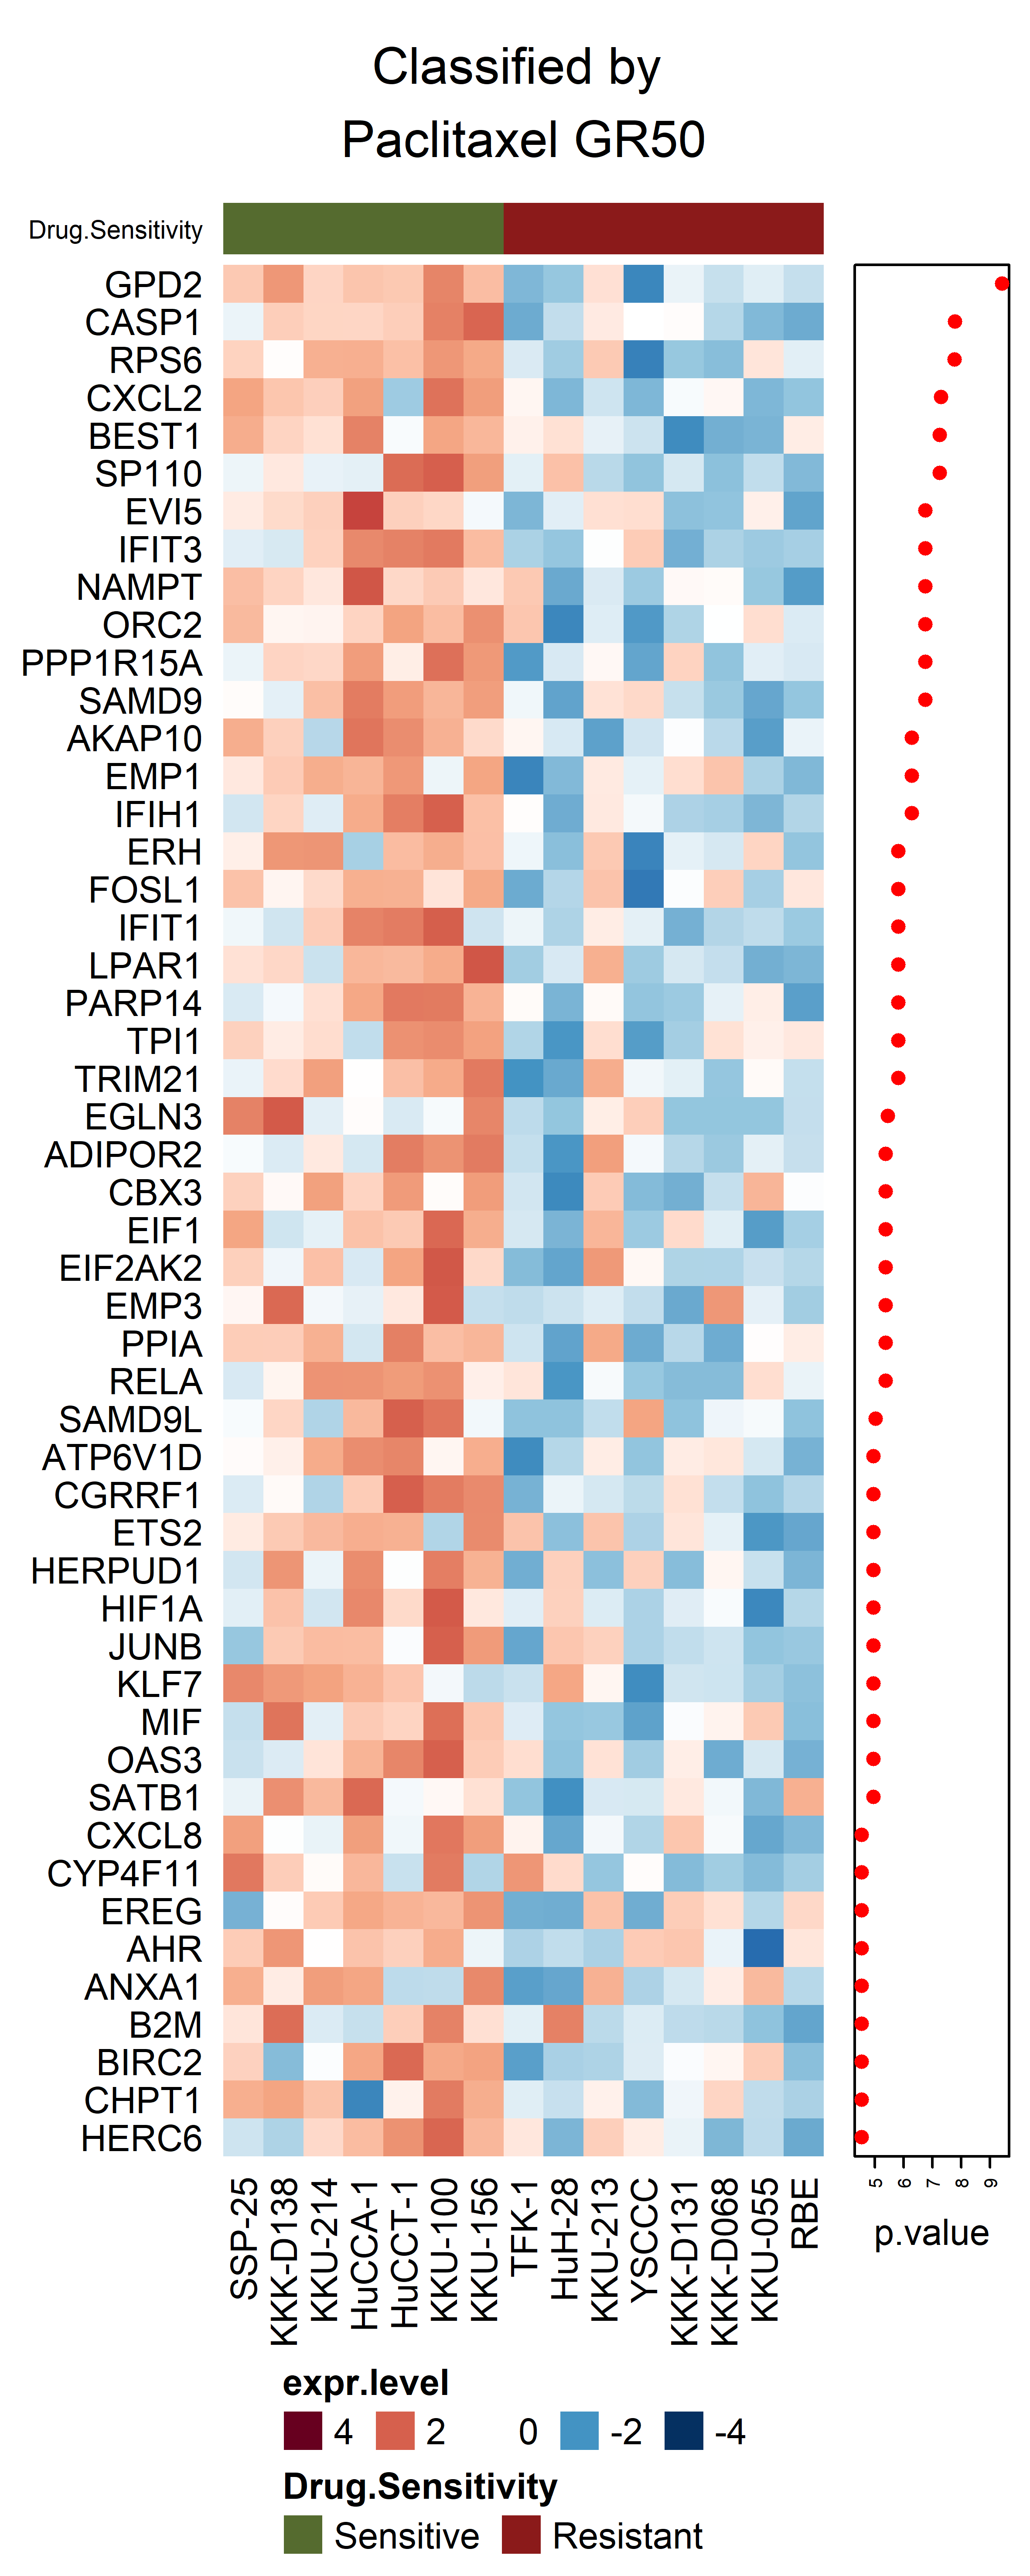 Classified by
Paclitaxel GR50
Drug.Sensitivity
GPD2
CASP1
RPS6
CXCL2
BEST1
SP110
EVI5
IFIT3
NAMPT
ORC2
PPP1R15A
SAMD9
AKAP10
EMP1
IFIH1
ERH
FOSL1
IFIT1
LPAR1
PARP14
TPI1
TRIM21
EGLN3
ADIPOR2
CBX3
EIF1
EIF2AK2
EMP3
PPIA
RELA
SAMD9L
ATP6V1D
CGRRF1
ETS2
HERPUD1
HIF1A
JUNB
KLF7
MIF
OAS3
SATB1
CXCL8
CYP4F11
EREG
AHR
ANXA1
B2M
BIRC2
CHPT1
HERC6
SSP-25
KKK-D138
KKU-214
HuCCA-1
HuCCT-1
KKU-100
KKU-156
TFK-1
HuH-28
KKU-213
YSCCC
KKK-D131
KKK-D068
KKU-055
RBE
5 6 7 8 9
p.value
expr.level
4 2 0 -2 -4
Drug.Sensitivity
Sensitive Resistant